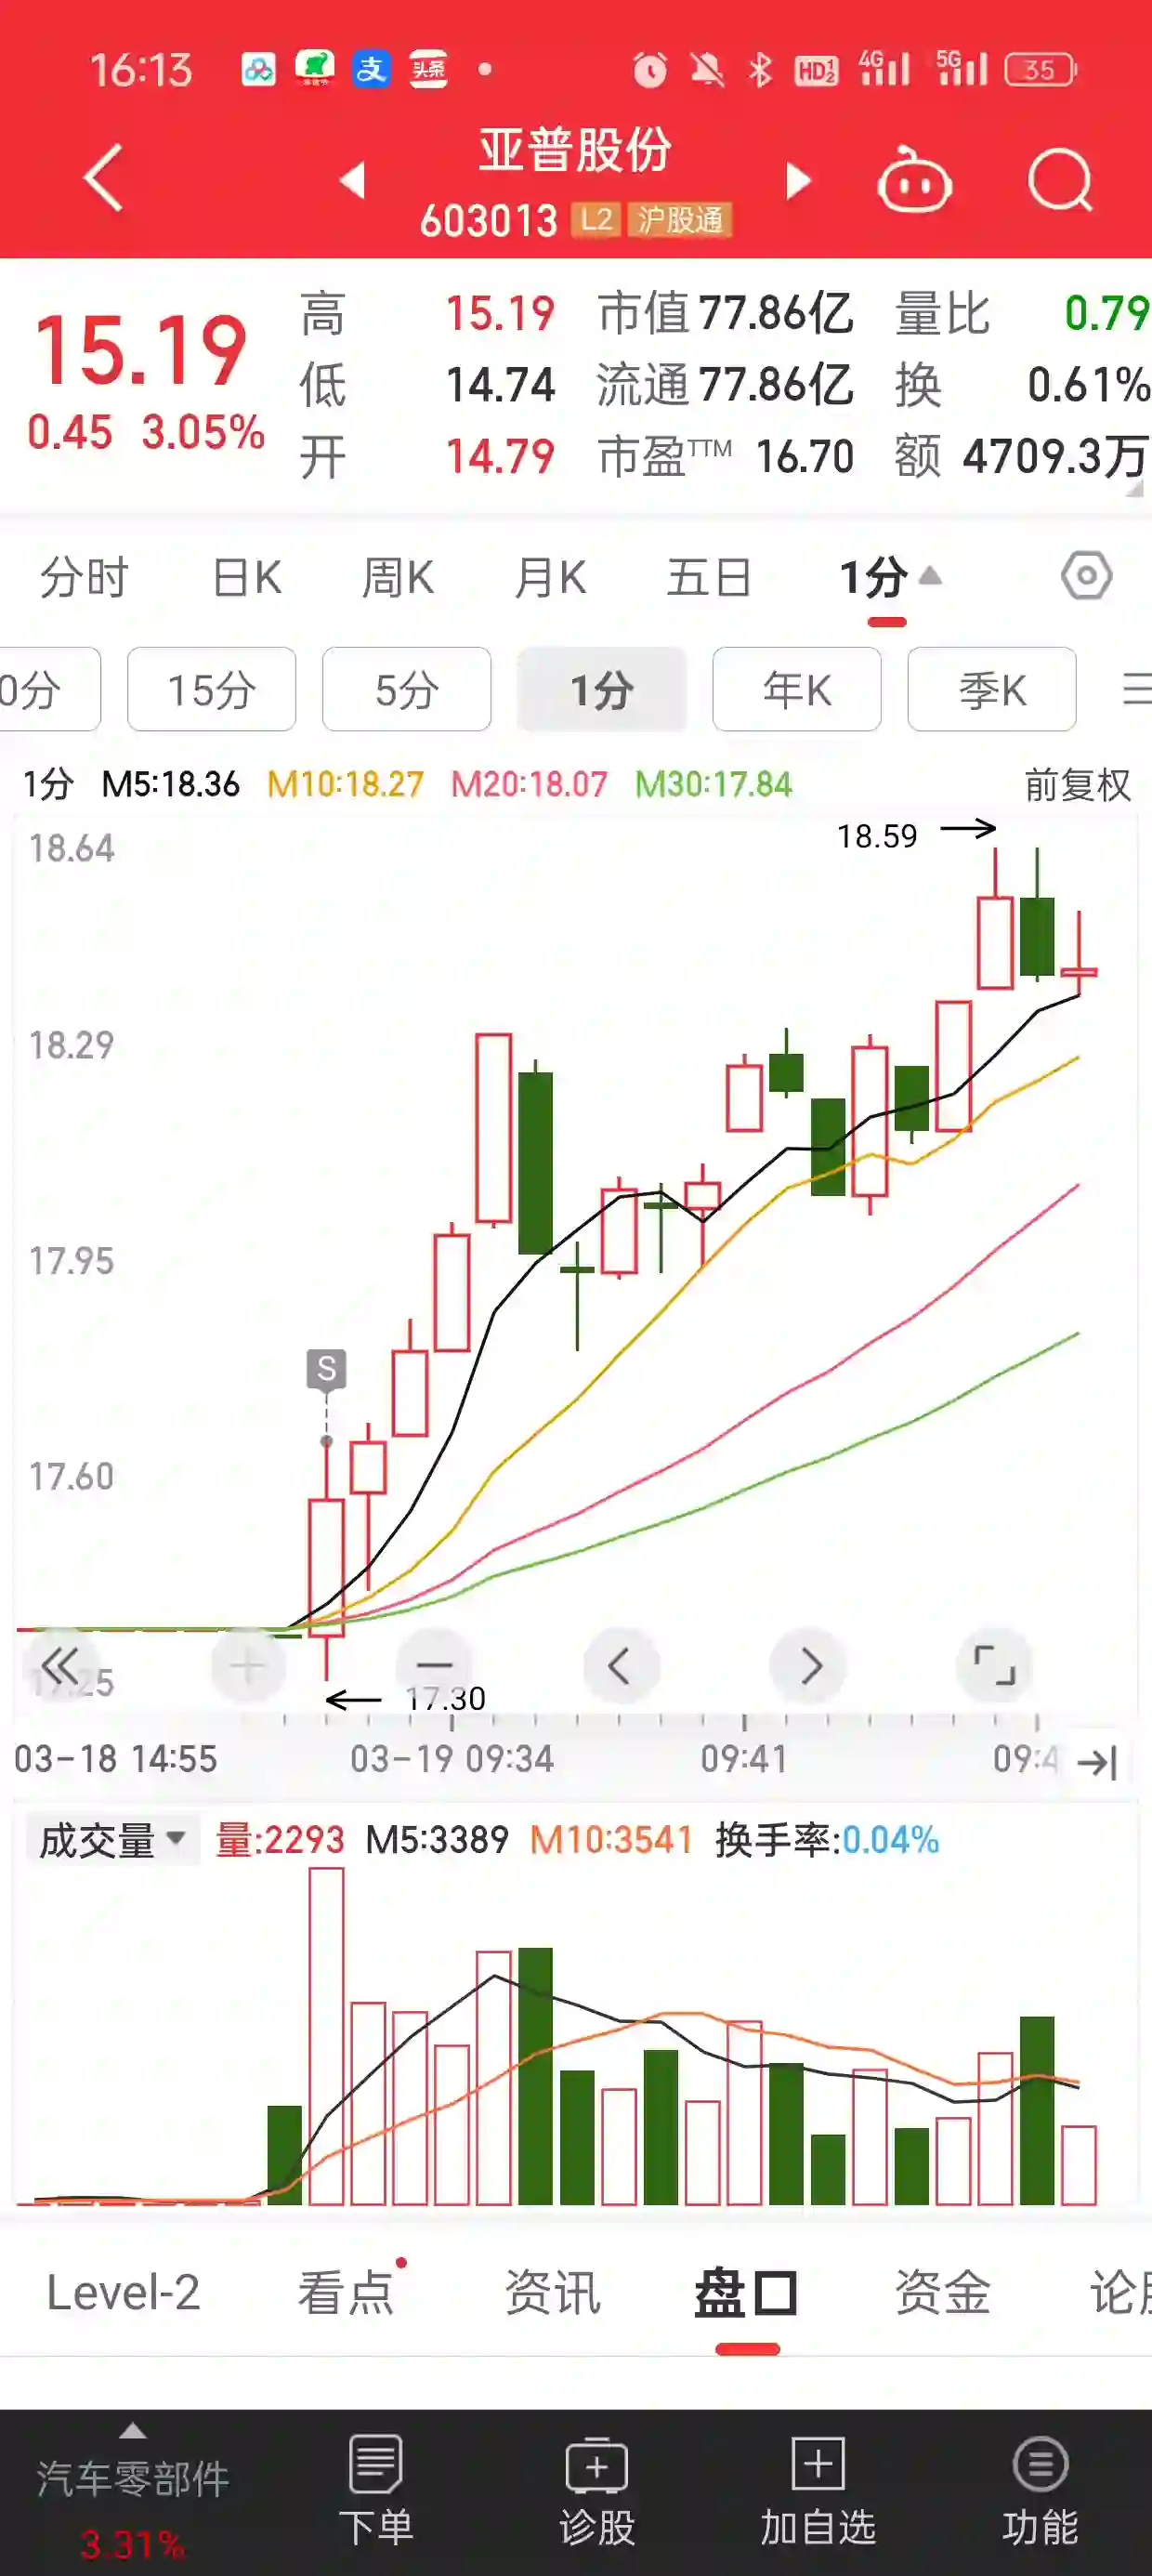 16:13 头条 HD 1 2 4G 5G 35
亚普股份
603013 L2 沪股通
15.19
0.45 3.05%
高 15.19 市值 77.86亿 量比 0.79
低 14.74 流通 77.86亿 换 0.61%
开 14.79 市盈TTM 16.70 额 4709.3万
分时 日K 周K 月K 五日 1分
0分 15分 5分 1分 年K 季K
1分 M5:18.36 M10:18.27 M20:18.07 M30:17.84 前复权
18.59
18.64
18.29
17.95
S
17.60
25
17.30
03-18 14:55 03-19 09:34 09:41 09:4
成交量 量:2293 M5:3389 M10:3541 换手率:0.04%
Level-2 看点 资讯 盘口 资金 论
汽车零部件 3.31%
下单 诊股 加自选 功能